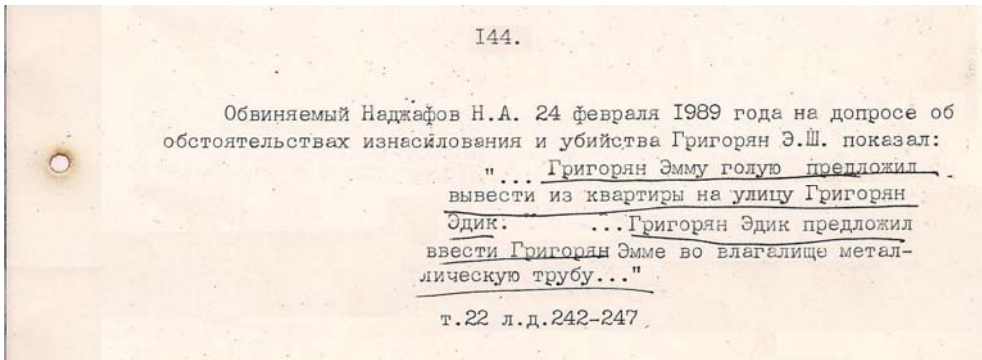 I44.
Обвиняемый Наджафов Н.А. 24 февраля I989 года на допросе об
обстоятельствах изнасилования и убийства Григорян Э.Ш. показал:
"... Григорян Эмму голую предложил
вывести из квартиры на улицу Григорян
Эдик: " ...Григорян Эдик предложил
ввести Григорян Эмме во влагалище метал-
лическую трубу..."
т.22 л.д.242-247